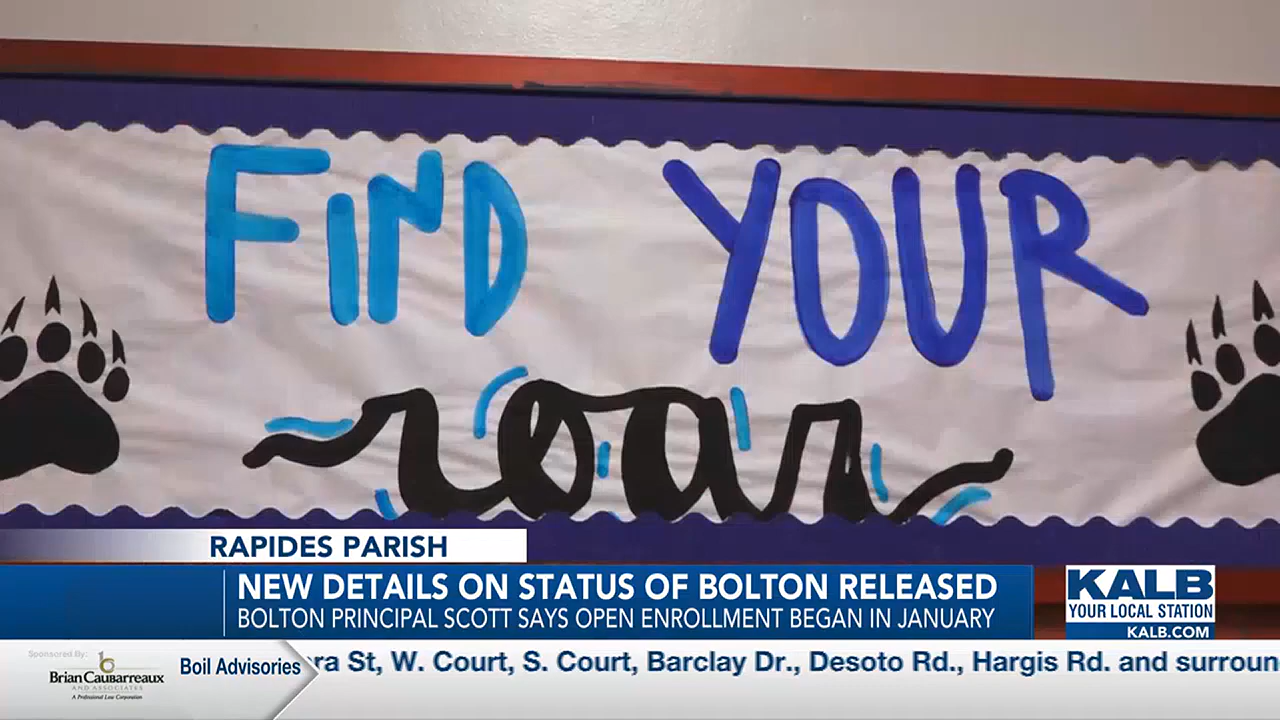 FIND YOUR
roar
RAPIDES PARISH
NEW DETAILS ON STATUS OF BOLTON RELEASED
BOLTON PRINCIPAL SCOTT SAYS OPEN ENROLLMENT BEGAN IN JANUARY
KALB
YOUR LOCAL STATION
KALB.COM
Sponsored By:
Brian Caubarreaux
AND ASSOCIATES
A Professional Law Corporation
Boil Advisories
St, W. Court, S. Court, Barclay Dr., Desoto Rd., Hargis Rd. and